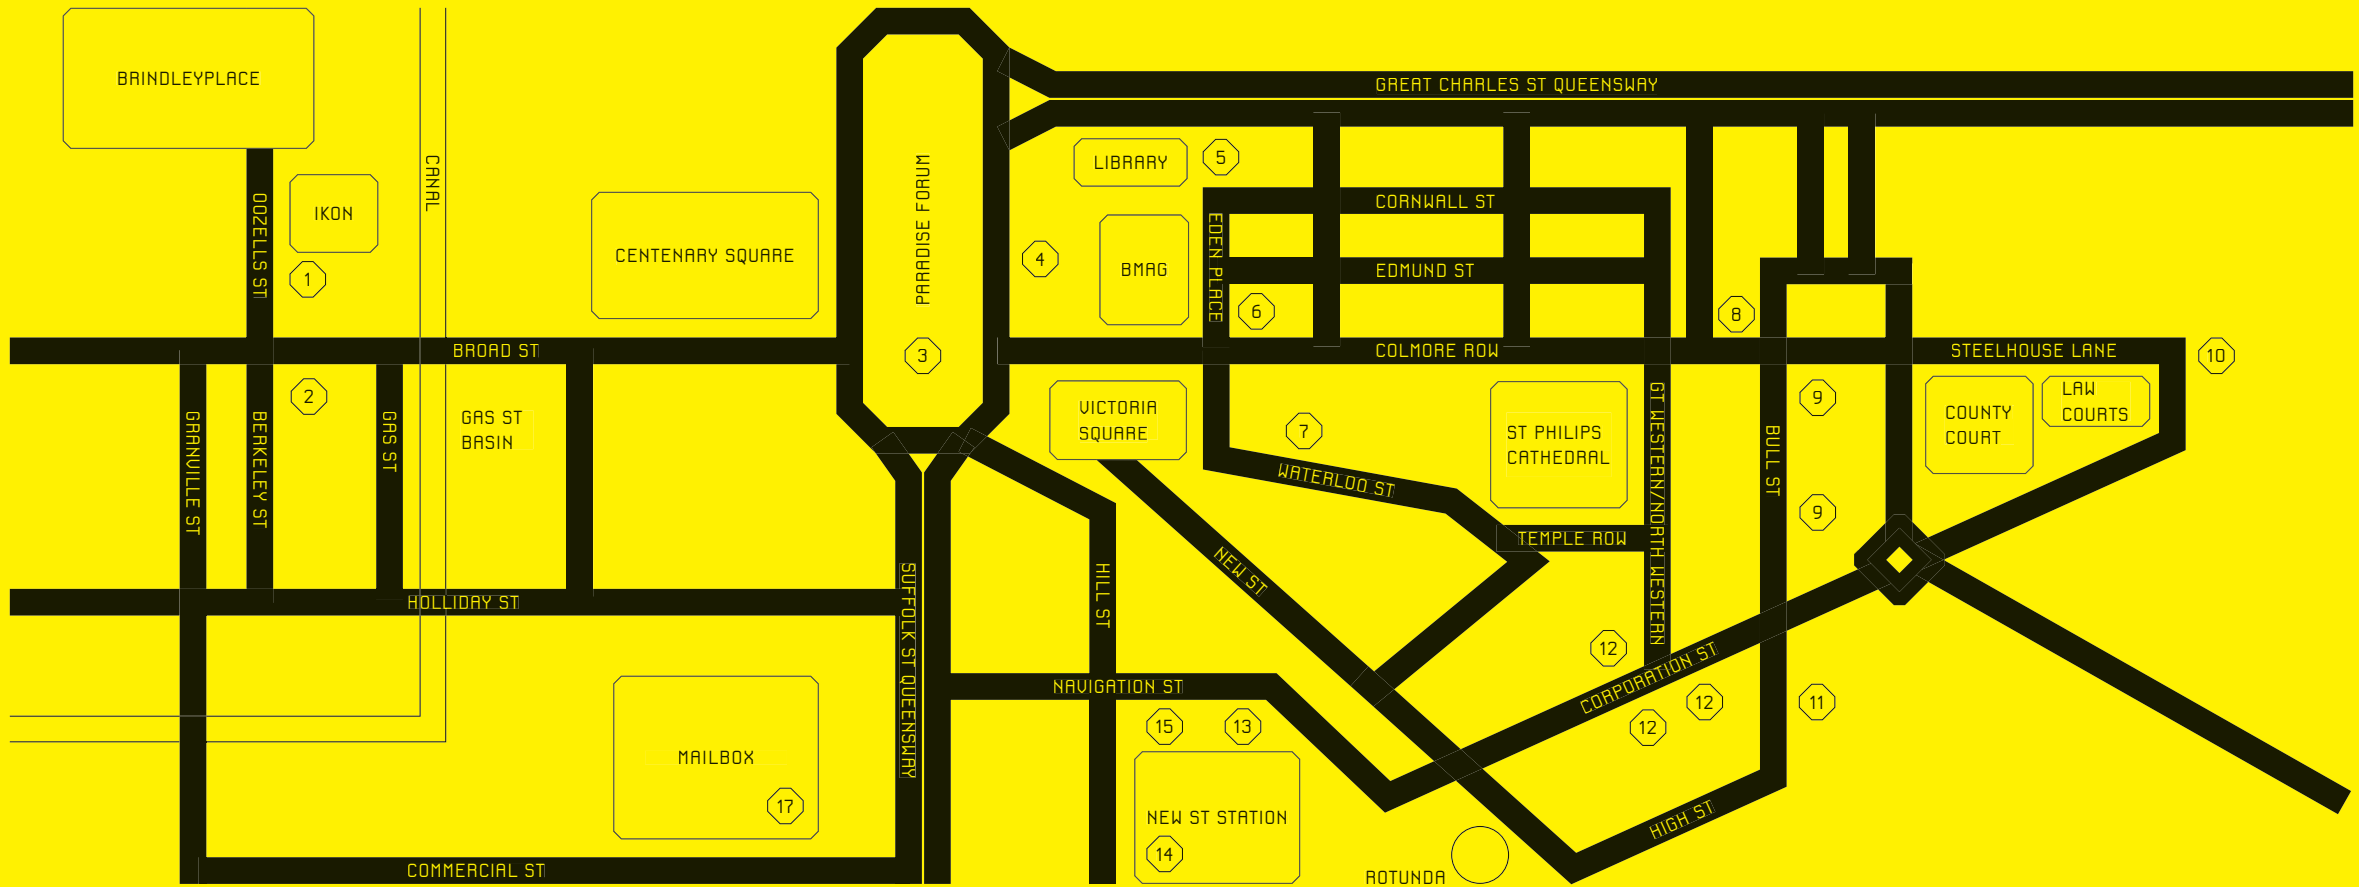 BRINDLEYPLACE
OOZELLS ST
IKON
1
CANAL
CENTENARY SQUARE
PARADISE FORUM
3
GREAT CHARLES ST QUEENSWAY
LIBRARY
5
4
BMAG
EDEN PLACE
CORNWALL ST
EDMUND ST
6
8
BROAD ST
COLMORE ROW
STEELHOUSE LANE
10
2
GRANVILLE ST
BERKELEY ST
GAS ST
GAS ST
BASIN
VICTORIA
SQUARE
7
WATERLOO ST
ST PHILIPS
CATHEDRAL
GT WESTERN/NORTH WESTERN
BULL ST
9
9
COUNTY
COURT
LAW
COURTS
TEMPLE ROW
NEW ST
HOLLIDAY ST
SUFFOLK ST QUEENSWAY
HILL ST
NAVIGATION ST
12
CORPORATION ST
12
12
11
15
13
MAILBOX
17
NEW ST STATION
14
HIGH ST
COMMERCIAL ST
ROTUNDA